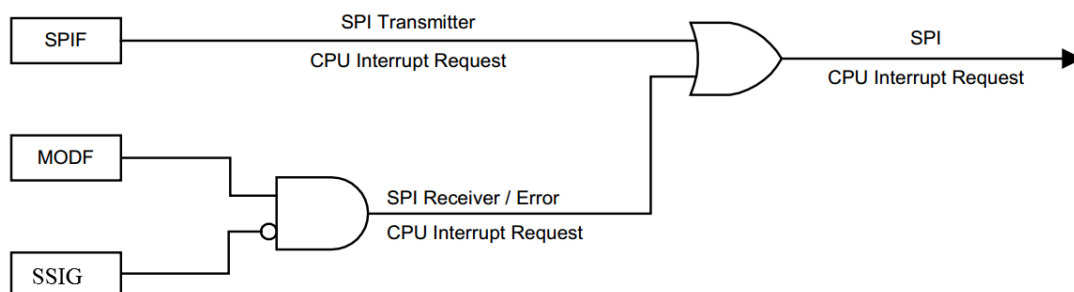 SPIF
SPI Transmitter
CPU Interrupt Request
SPI
CPU Interrupt Request
MODF
SPI Receiver / Error
CPU Interrupt Request
SSIG